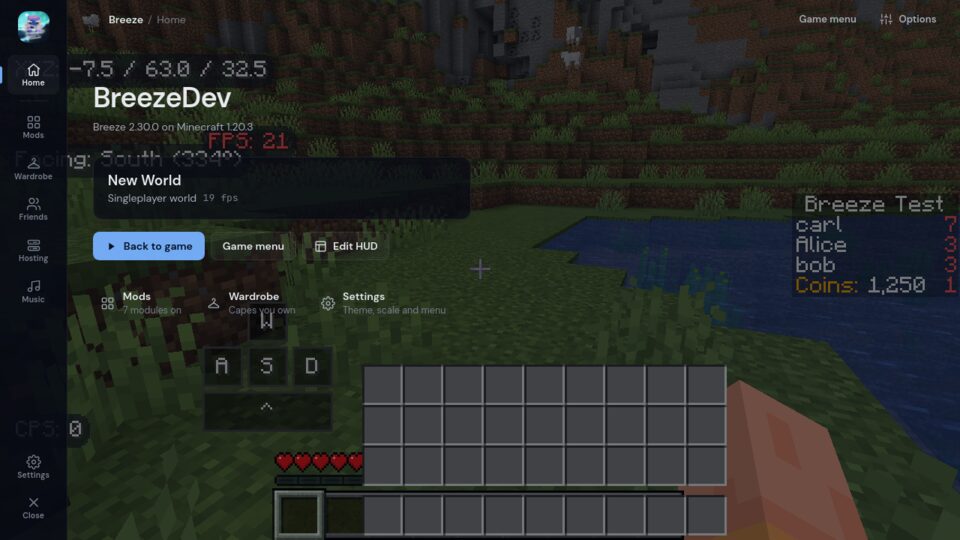 Breeze / Home
Game menu
Options
XYZ: -7.5 / 63.0 / 32.5
Home
BreezeDev
Breeze 2.30.0 on Minecraft 1.20.3
Mods
FPS: 21
Facing: South (334°)
Wardrobe
New World
Singleplayer world 19 fps
Friends
Breeze Test
carl 7
Alice 3
bob 3
Coins: 1,250 1
Hosting
Back to game
Game menu
Edit HUD
Music
Mods
7 modules on
Wardrobe
Capes you own
Settings
Theme, scale and menu
W
A S D
^
CPS: 0
Settings
Close